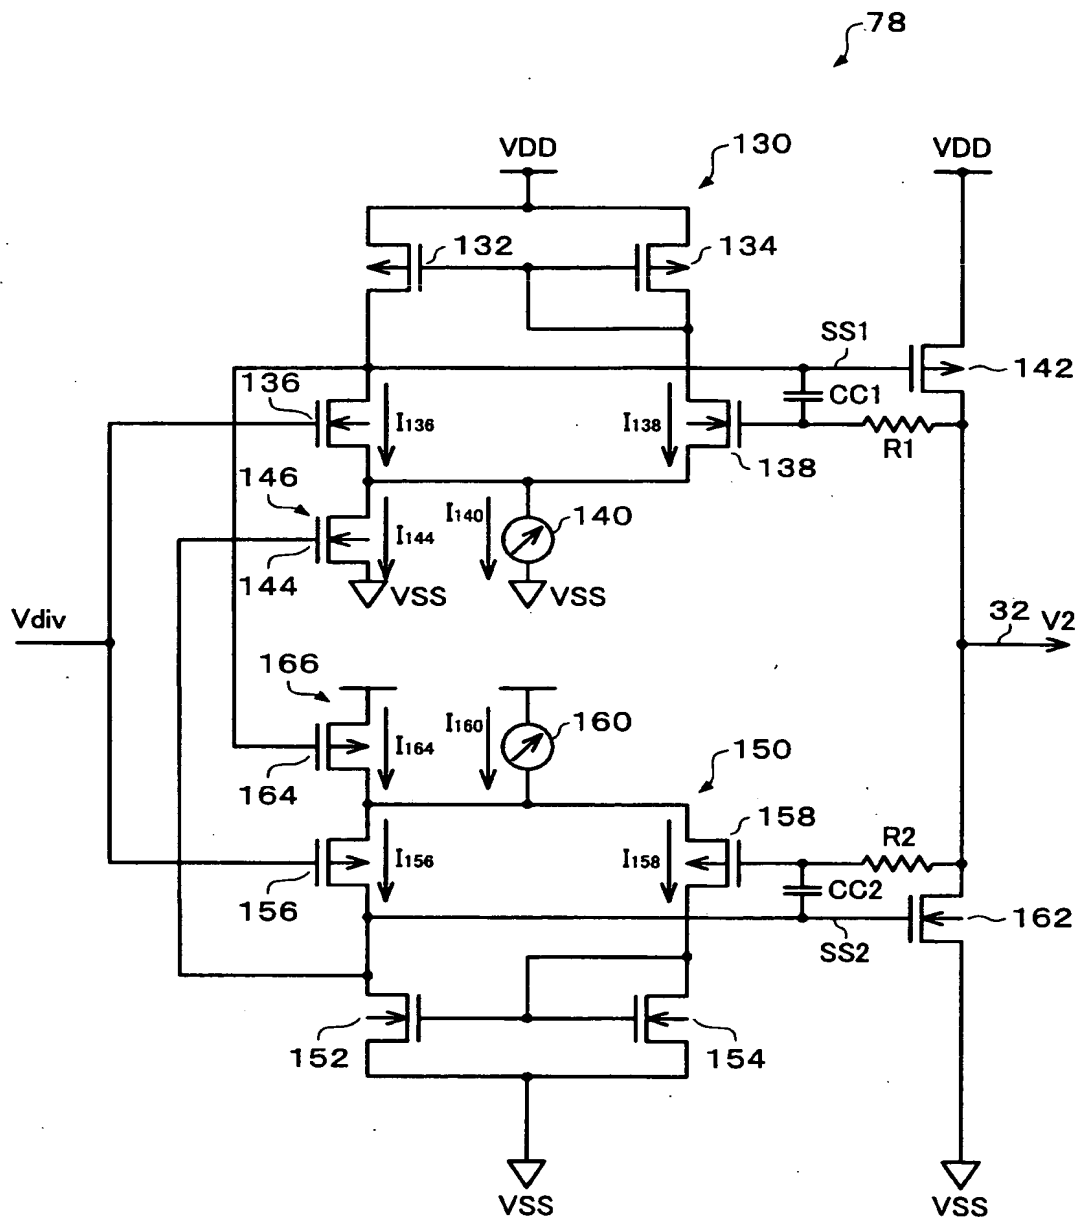 78
VDD
130
VDD
132
134
SS1
142
136
I136
I138
CC1
R1
138
146
I144
I140
140
144
VSS
VSS
Vdiv
32
V2
166
I164
I160
160
164
150
158
R2
I156
I158
156
CC2
162
SS2
152
154
VSS
VSS